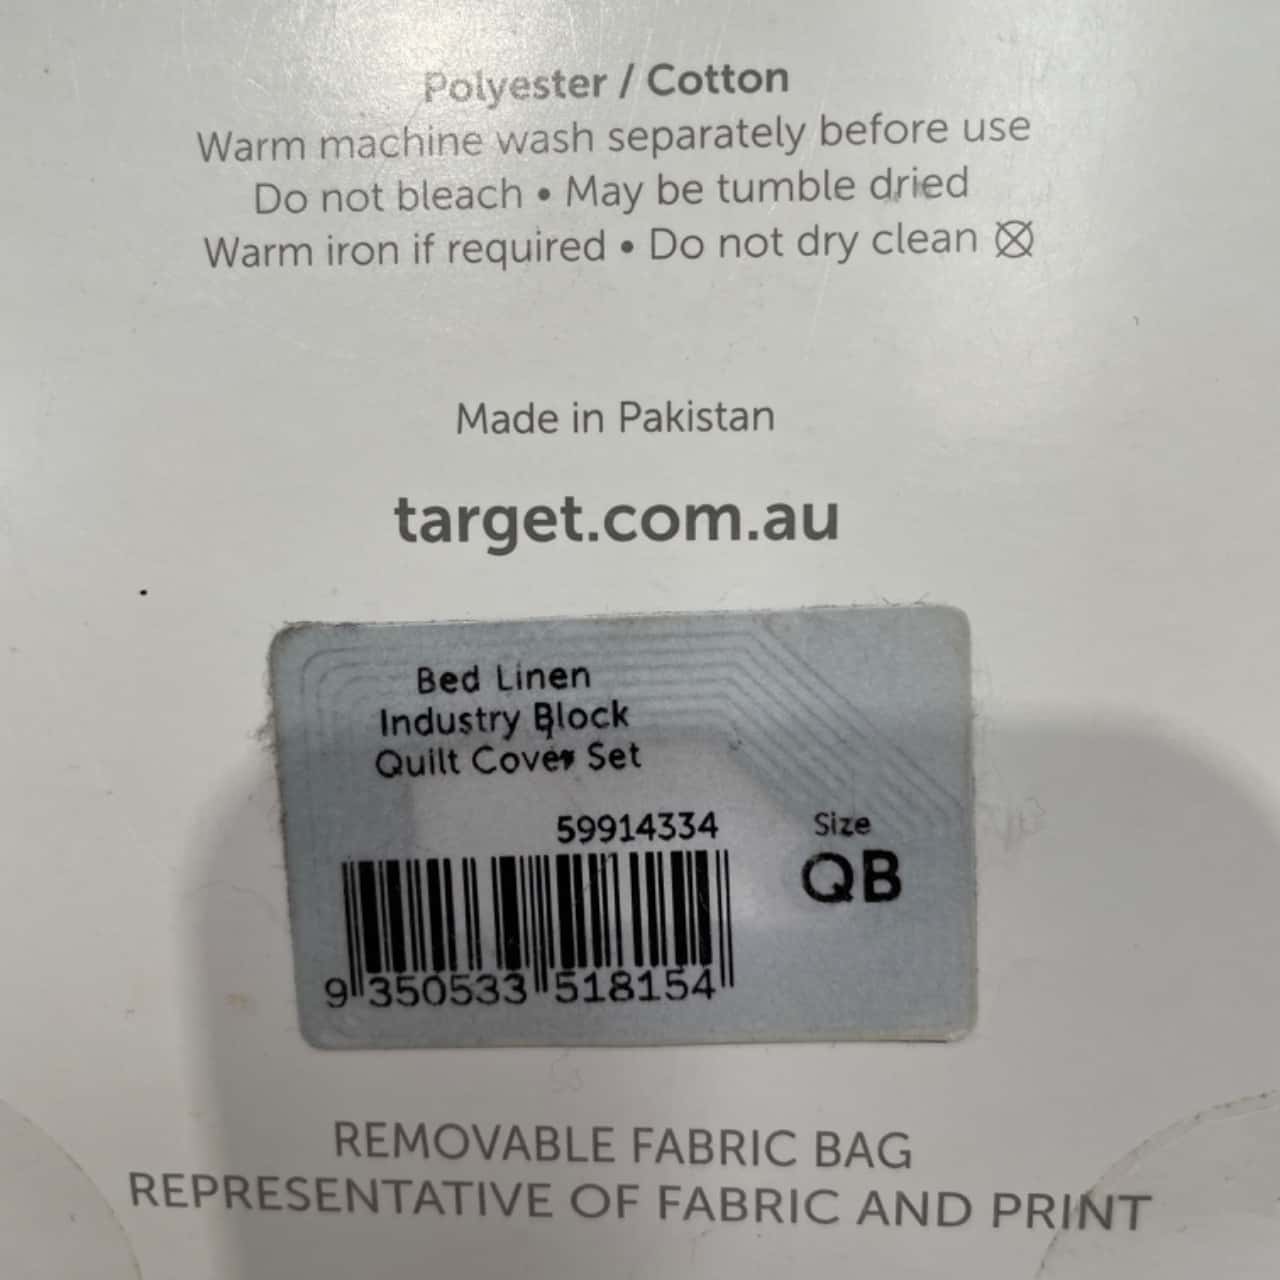 Polyester / Cotton
Warm machine wash separately before use
Do not bleach • May be tumble dried
Warm iron if required • Do not dry clean
Made in Pakistan
target.com.au
Bed Linen
Industry Block
Quilt Cover Set
59914334
Size
QB
9 350533 518154
REMOVABLE FABRIC BAG
REPRESENTATIVE OF FABRIC AND PRINT